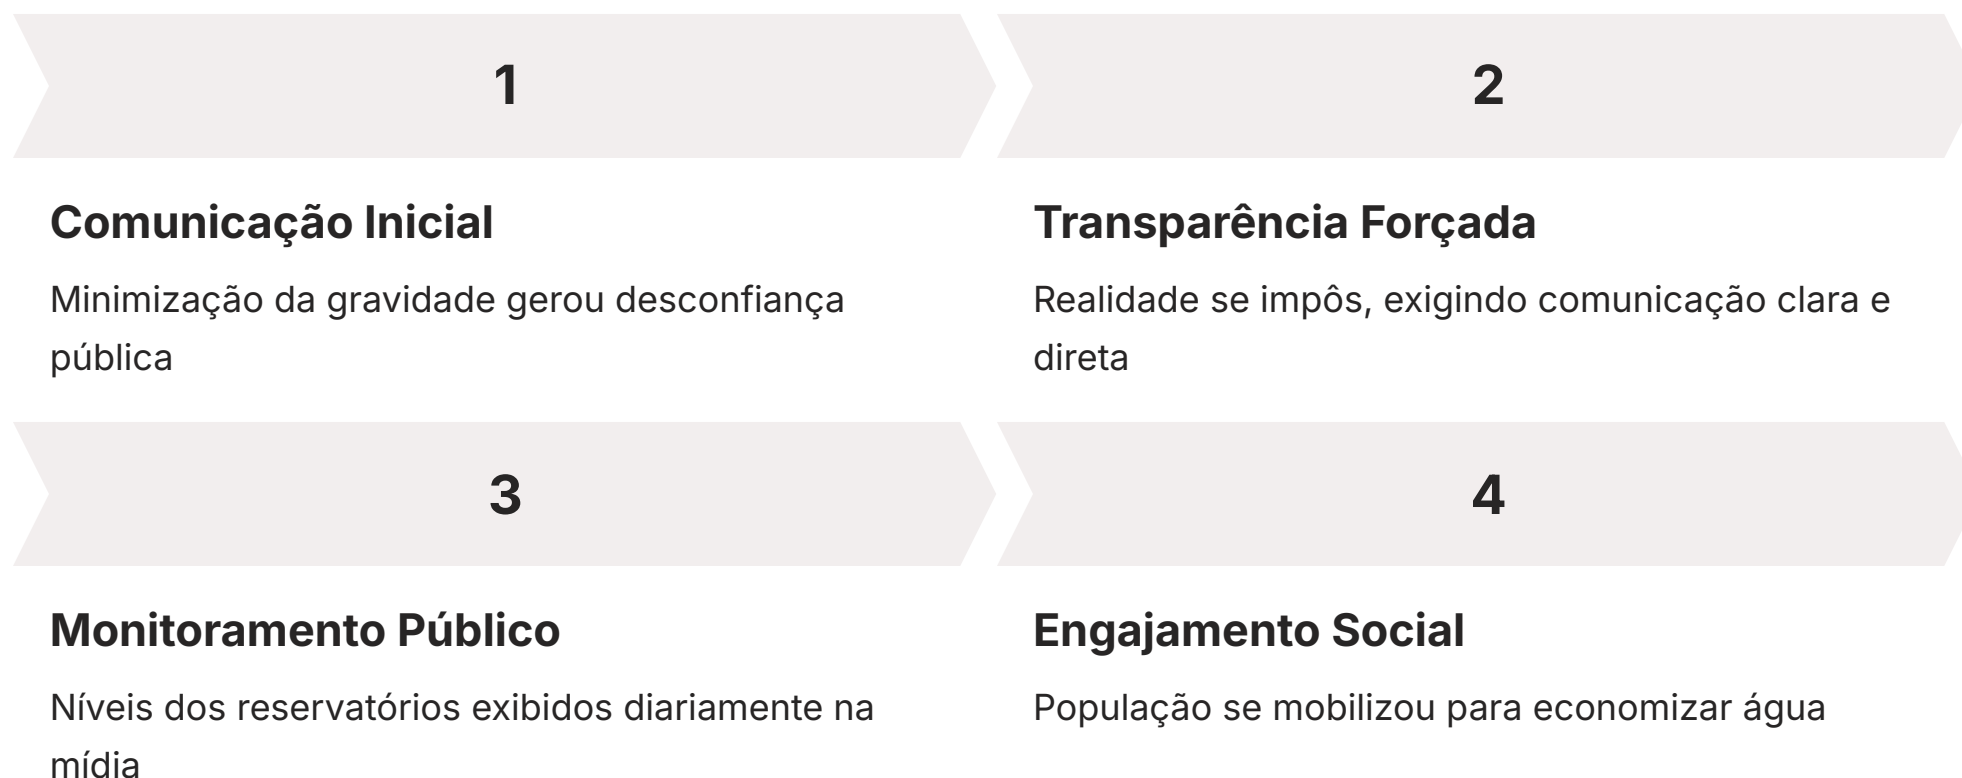 1
2
Comunicação Inicial
Minimização da gravidade gerou desconfiança
pública
Transparência Forçada
Realidade se impôs, exigindo comunicação clara e
direta
3
4
Monitoramento Público
Níveis dos reservatórios exibidos diariamente na
mídia
Engajamento Social
População se mobilizou para economizar água